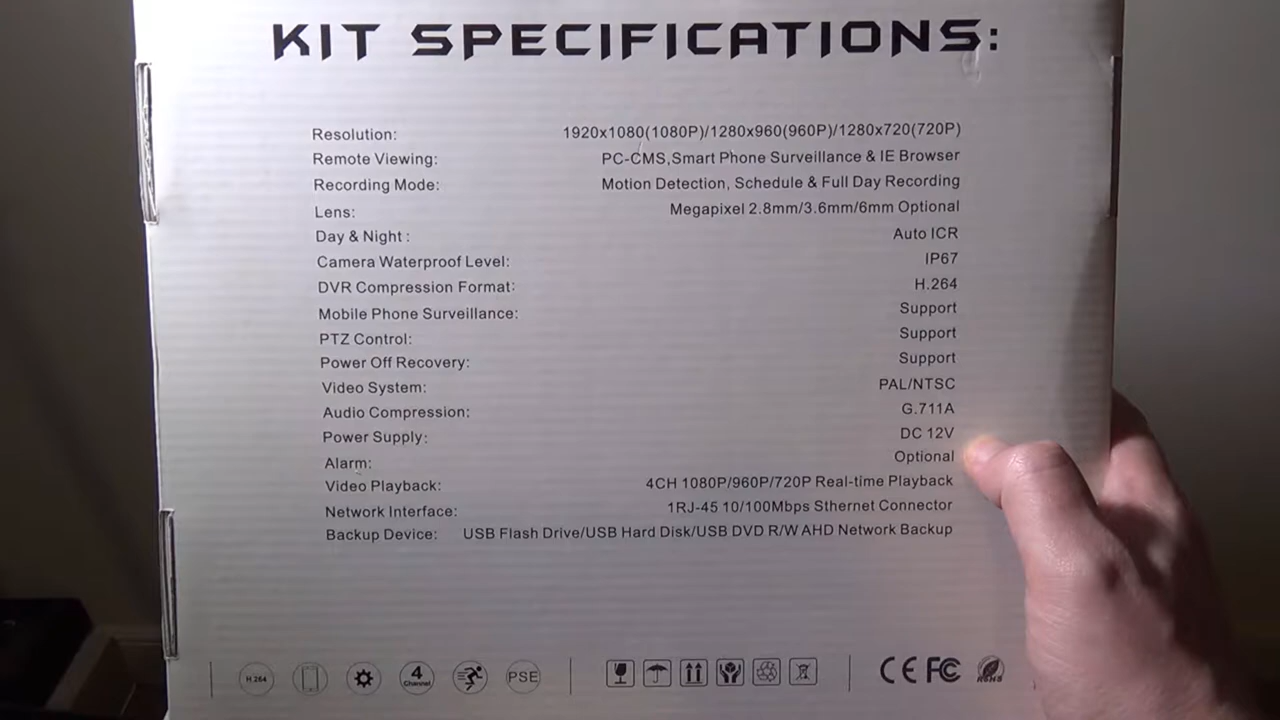 KIT SPECIFICATIONS:
Resolution: 1920x1080(1080P)/1280x960(960P)/1280x720(720P)
Remote Viewing: PC-CMS,Smart Phone Surveillance & IE Browser
Recording Mode: Motion Detection, Schedule & Full Day Recording
Lens: Megapixel 2.8mm/3.6mm/6mm Optional
Day & Night : Auto ICR
Camera Waterproof Level: IP67
DVR Compression Format: H.264
Mobile Phone Surveillance: Support
PTZ Control: Support
Power Off Recovery: Support
Video System: PAL/NTSC
Audio Compression: G.711A
Power Supply: DC 12V
Alarm: Optional
Video Playback: 4CH 1080P/960P/720P Real-time Playback
Network Interface: 1RJ-45 10/100Mbps Sthernet Connector
Backup Device: USB Flash Drive/USB Hard Disk/USB DVD R/W AHD Network Backup
H.264 4 Channel PSE CE FC RoHS